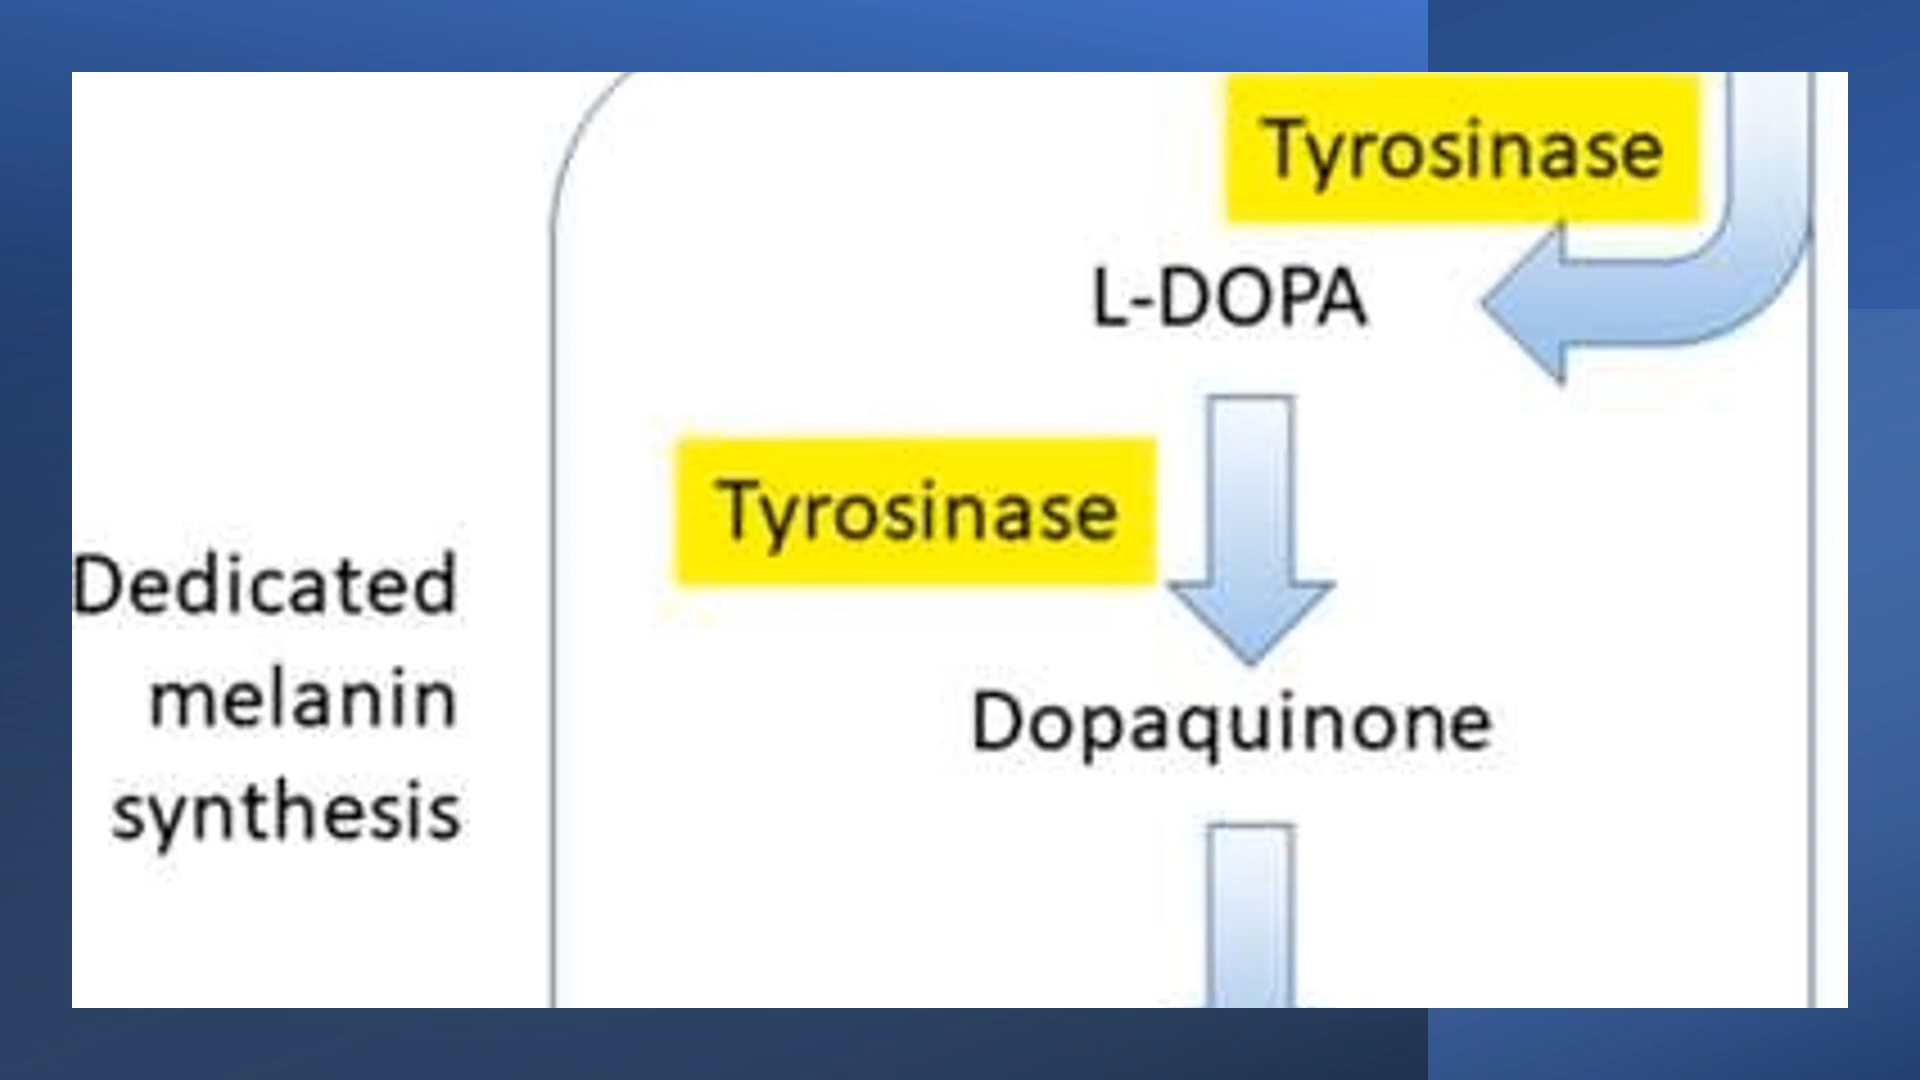 Tyrosinase
L-DOPA
Tyrosinase
Dedicated
melanin
synthesis
Dopaquinone